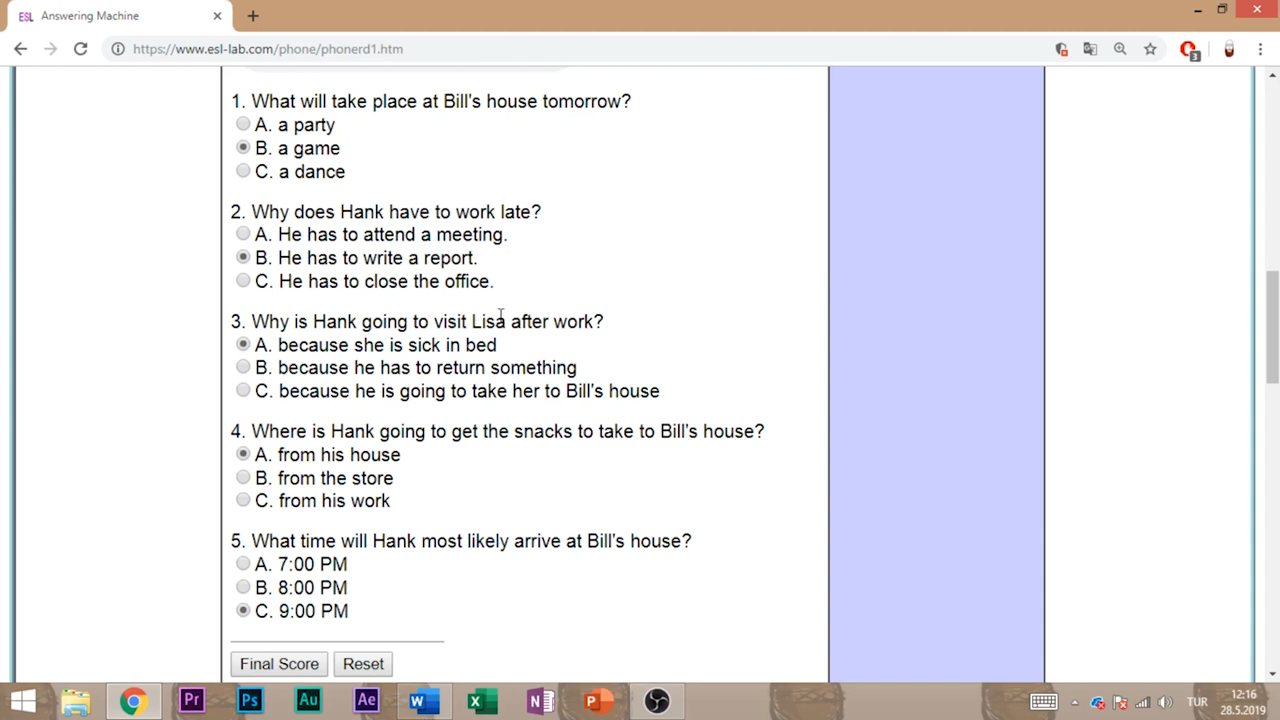 ESL Answering Machine
https://www.esl-lab.com/phone/phonerd1.htm
3
1. What will take place at Bill's house tomorrow?
A. a party
B. a game
C. a dance
2. Why does Hank have to work late?
A. He has to attend a meeting.
B. He has to write a report.
C. He has to close the office.
3. Why is Hank going to visit Lisa after work?
A. because she is sick in bed
B. because he has to return something
C. because he is going to take her to Bill's house
4. Where is Hank going to get the snacks to take to Bill's house?
A. from his house
B. from the store
C. from his work
5. What time will Hank most likely arrive at Bill's house?
A. 7:00 PM
B. 8:00 PM
C. 9:00 PM
Final Score Reset
Pr Ps Au Ae W X N P TUR 12:16
28.5.2019